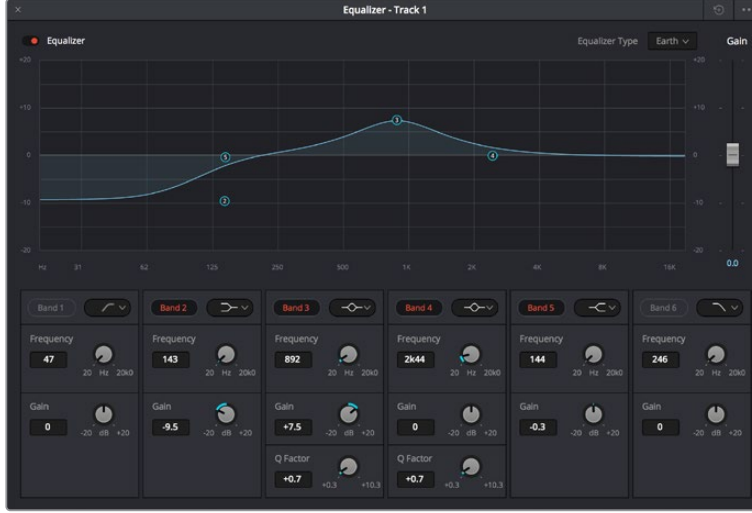 Equalizer - Track 1
Equalizer
Equalizer Type Earth
Gain
+20 +20
+10 +10
0 0
-10 -10
-20 -20
Hz 31 62 125 250 500 1K 2K 4K 8K 16K
5 2 3 4
0.0
Band 1 Band 2 Band 3 Band 4 Band 5 Band 6
Frequency Frequency Frequency Frequency Frequency Frequency
47 143 892 2k44 144 246
20 Hz 20k0 20 Hz 20k0 20 Hz 20k0 20 Hz 20k0 20 Hz 20k0 20 Hz 20k0
Gain Gain Gain Gain Gain Gain
0 -9.5 +7.5 0 -0.3 0
-20 dB +20 -20 dB +20 -20 dB +20 -20 dB +20 -20 dB +20 -20 dB +20
Q Factor Q Factor
+0.7 +0.7
+0.3 +10.3 +0.3 +10.3